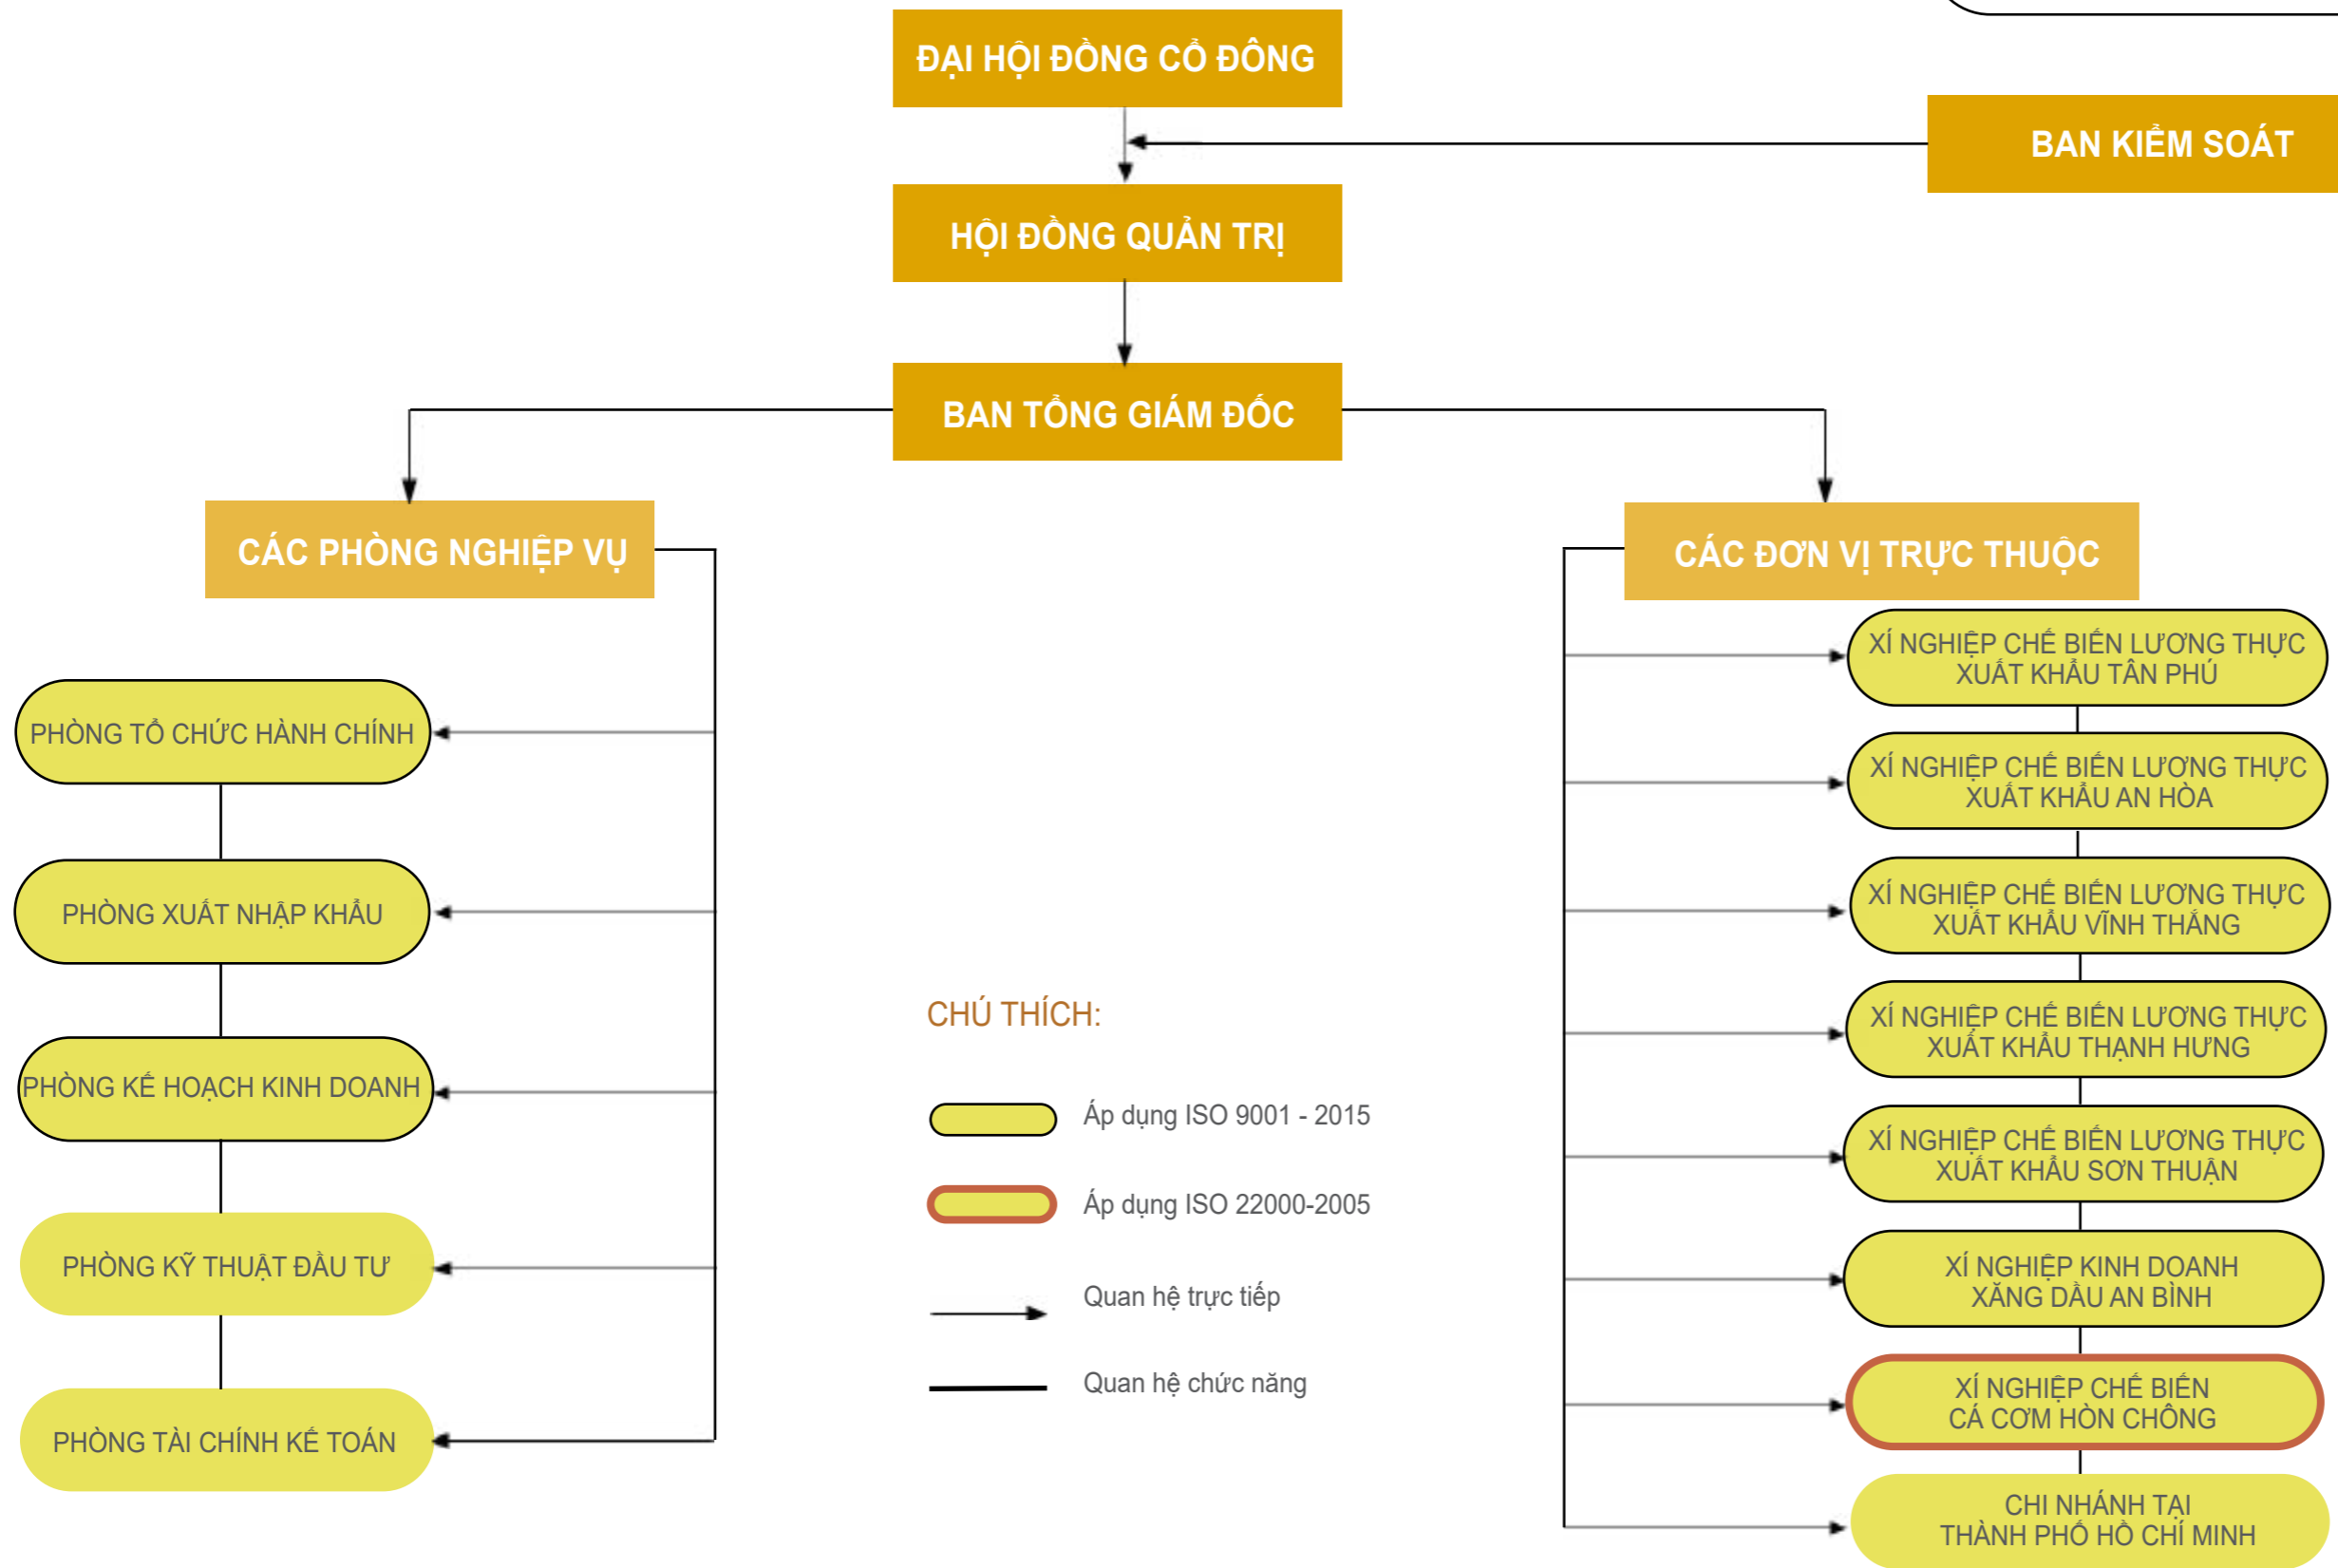 ĐẠI HỘI ĐỒNG CỔ ĐÔNG
BAN KIỂM SOÁT
HỘI ĐỒNG QUẢN TRỊ
BAN TỔNG GIÁM ĐỐC
CÁC PHÒNG NGHIỆP VỤ
PHÒNG TỔ CHỨC HÀNH CHÍNH
PHÒNG XUẤT NHẬP KHẨU
PHÒNG KẾ HOẠCH KINH DOANH
PHÒNG KỸ THUẬT ĐẦU TƯ
PHÒNG TÀI CHÍNH KẾ TOÁN
CHÚ THÍCH:
Áp dụng ISO 9001 - 2015
Áp dụng ISO 22000-2005
Quan hệ trực tiếp
Quan hệ chức năng
CÁC ĐƠN VỊ TRỰC THUỘC
XÍ NGHIỆP CHẾ BIẾN LƯƠNG THỰC
XUẤT KHẨU TÂN PHÚ
XÍ NGHIỆP CHẾ BIẾN LƯƠNG THỰC
XUẤT KHẨU AN HÒA
XÍ NGHIỆP CHẾ BIẾN LƯƠNG THỰC
XUẤT KHẨU VĨNH THẮNG
XÍ NGHIỆP CHẾ BIẾN LƯƠNG THỰC
XUẤT KHẨU THẠNH HƯNG
XÍ NGHIỆP CHẾ BIẾN LƯƠNG THỰC
XUẤT KHẨU SƠN THUẬN
XÍ NGHIỆP KINH DOANH
XĂNG DẦU AN BÌNH
XÍ NGHIỆP CHẾ BIẾN
CÁ CƠM HÒN CHÔNG
CHI NHÁNH TẠI
THÀNH PHỐ HỒ CHÍ MINH